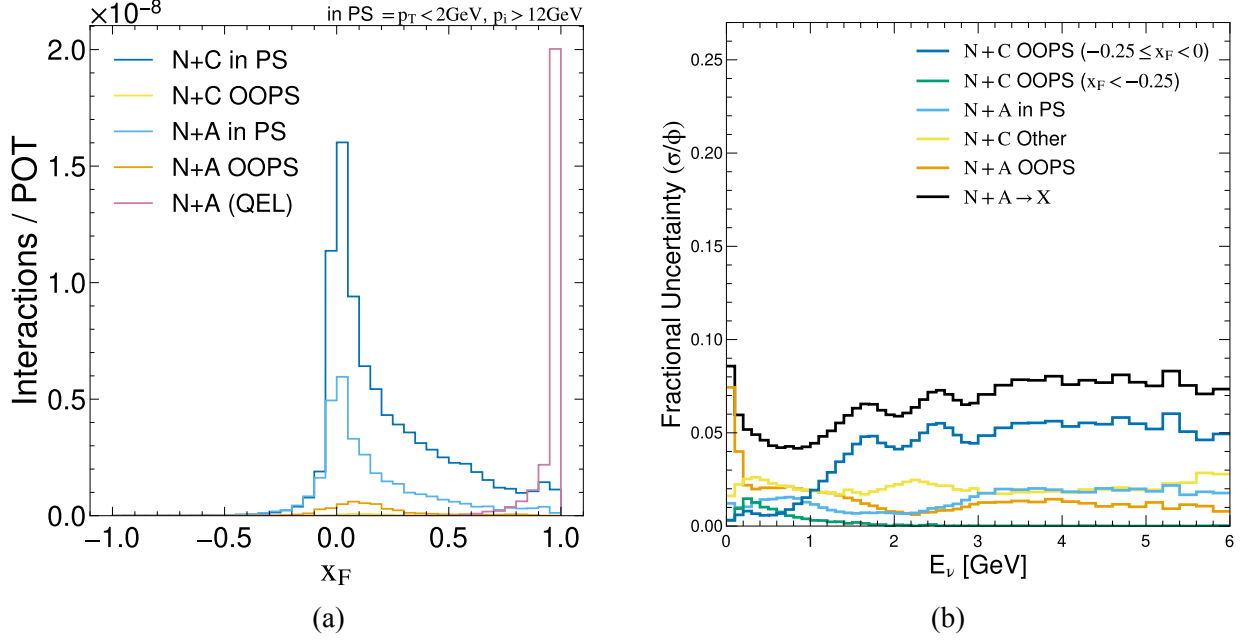 ×10⁻⁸
in PS = p_T < 2GeV, p_i > 12GeV
2.0
1.5
1.0
0.5
0.0
Interactions / POT
N+C in PS
N+C OOPS
N+A in PS
N+A OOPS
N+A (QEL)
−1.0 −0.5 0.0 0.5 1.0
x_F
(a)
0.25
0.20
0.15
0.10
0.05
0.00
Fractional Uncertainty (σ/ϕ)
N+C OOPS (−0.25 ≤ x_F < 0)
N+C OOPS (x_F < −0.25)
N+A in PS
N+C Other
N+A OOPS
N+A → X
0 1 2 3 4 5 6
E_ν [GeV]
(b)